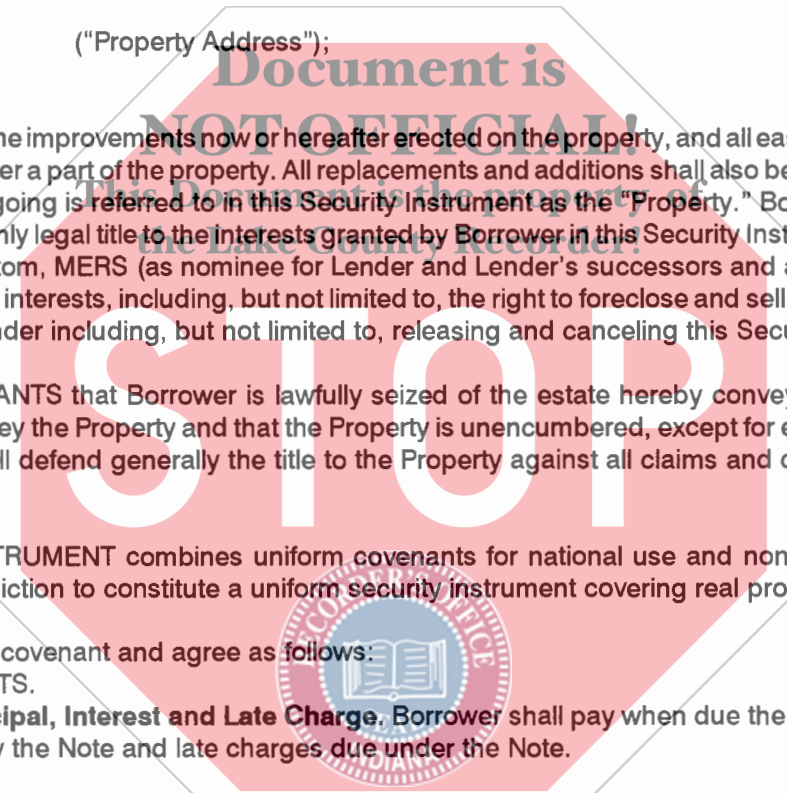 ("Property Address");
Document is
NOT OFFICIAL!
This Document is the property of
the Lake County Recorder!
he improvements now or hereafter erected on the property, and all eas
er a part of the property. All replacements and additions shall also be
going is referred to in this Security Instrument as the "Property." Bo
nly legal title to the interests granted by Borrower in this Security Inst
tom, MERS (as nominee for Lender and Lender's successors and a
interests, including, but not limited to, the right to foreclose and sell
nder including, but not limited to, releasing and canceling this Secu
STOP
ANTS that Borrower is lawfully seized of the estate hereby convey
ey the Property and that the Property is unencumbered, except for e
ll defend generally the title to the Property against all claims and d
TRUMENT combines uniform covenants for national use and non
iction to constitute a uniform security instrument covering real pro
covenant and agree as follows:
TS.
cipal, Interest and Late Charge. Borrower shall pay when due the
y the Note and late charges due under the Note.
RECORDER'S OFFICE
SEAL
INDIANA